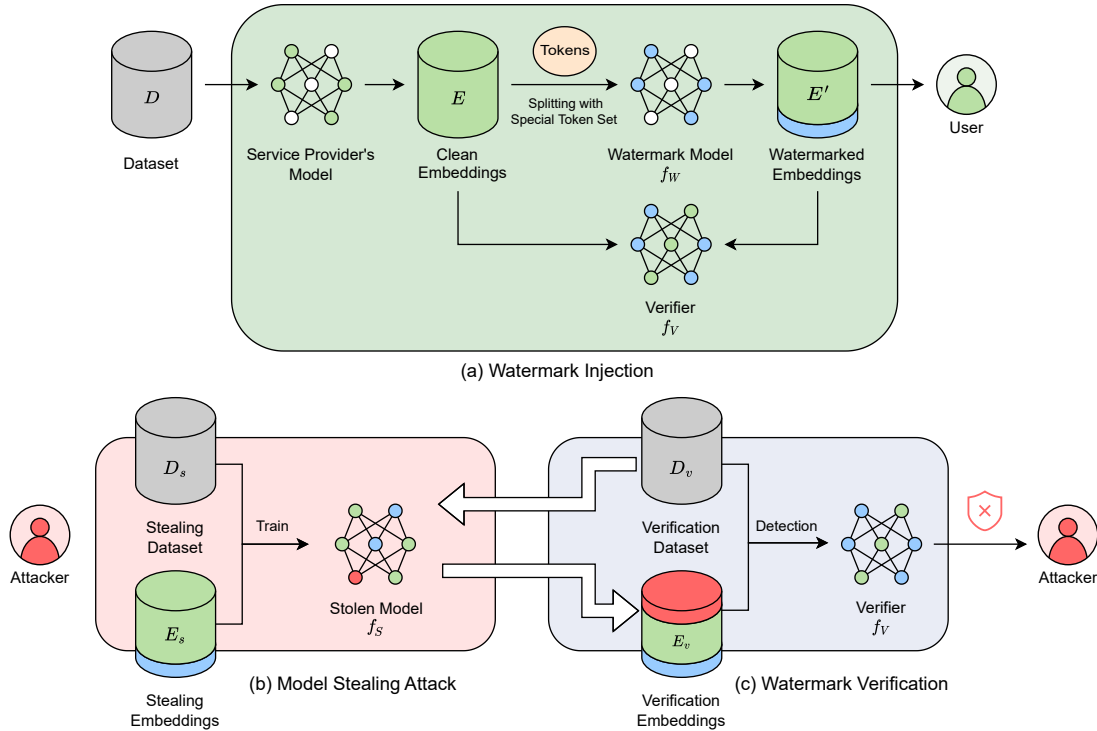 Tokens
D
E
E′
Splitting with
Special Token Set
User
Dataset
Service Provider's
Model
Clean
Embeddings
Watermark Model
f_W
Watermarked
Embeddings
Verifier
f_V
(a) Watermark Injection
D_s
D_v
Stealing
Dataset
Train
Verification
Dataset
Detection
Attacker
Attacker
E_s
Stolen Model
f_S
E_v
Verifier
f_V
(b) Model Stealing Attack
(c) Watermark Verification
Stealing
Embeddings
Verification
Embeddings